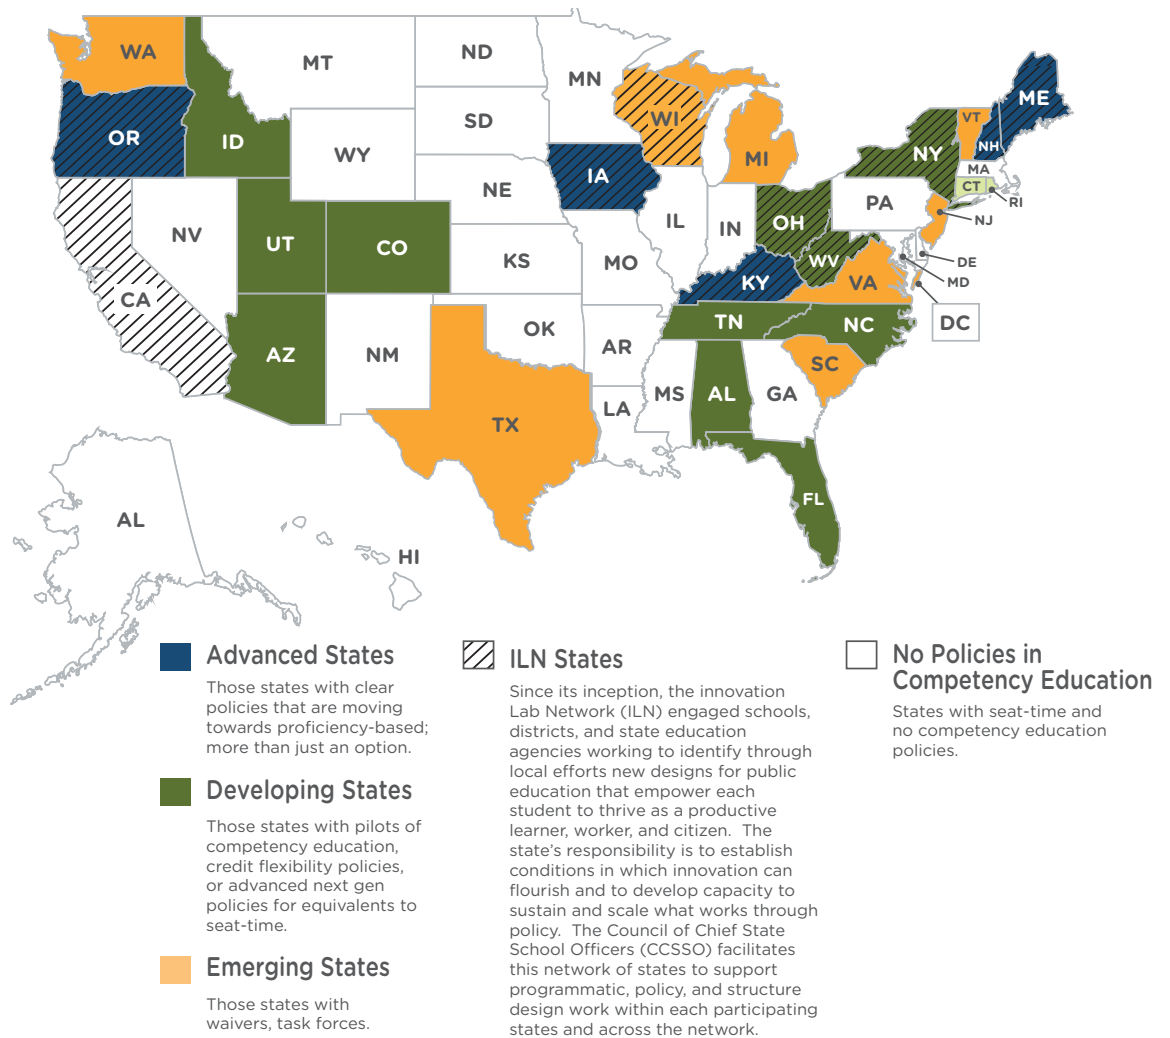 WA
MT
ND
MN
OR
ID
WY
SD
WI
MI
NY
VT
NH
ME
MA
CT
RI
NV
UT
CO
NE
IA
IL
IN
OH
PA
NJ
CA
KS
MO
KY
WV
VA
DE
MD
DC
AZ
NM
OK
AR
TN
NC
SC
TX
LA
MS
AL
GA
FL
AL
HI
Advanced States
Those states with clear
policies that are moving
towards proficiency-based;
more than just an option.
Developing States
Those states with pilots of
competency education,
credit flexibility policies,
or advanced next gen
policies for equivalents to
seat-time.
Emerging States
Those states with
waivers, task forces.
ILN States
Since its inception, the innovation
Lab Network (ILN) engaged schools,
districts, and state education
agencies working to identify through
local efforts new designs for public
education that empower each
student to thrive as a productive
learner, worker, and citizen.  The
state’s responsibility is to establish
conditions in which innovation can
flourish and to develop capacity to
sustain and scale what works through
policy.  The Council of Chief State
School Officers (CCSSO) facilitates
this network of states to support
programmatic, policy, and structure
design work within each participating
states and across the network.
No Policies in
Competency Education
States with seat-time and
no competency education
policies.